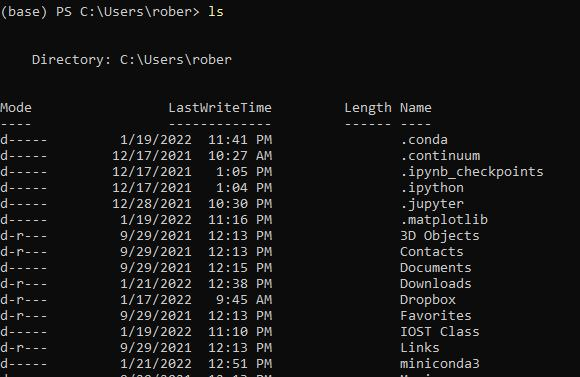 (base) PS C:\Users\rober> ls
Directory: C:\Users\rober
Mode LastWriteTime Length Name
---- ------------- ------ ----
d----- 1/19/2022 11:41 PM .conda
d----- 12/17/2021 10:27 AM .continuum
d----- 12/17/2021 1:05 PM .ipynb_checkpoints
d----- 12/17/2021 1:04 PM .ipython
d----- 12/28/2021 10:30 PM .jupyter
d----- 1/19/2022 11:16 PM .matplotlib
d-r--- 9/29/2021 12:13 PM 3D Objects
d-r--- 9/29/2021 12:13 PM Contacts
d----- 9/29/2021 12:15 PM Documents
d-r--- 1/21/2022 12:38 PM Downloads
d----- 1/17/2022 9:45 AM Dropbox
d-r--- 9/29/2021 12:13 PM Favorites
d----- 1/19/2022 11:10 PM IOST Class
d-r--- 9/29/2021 12:13 PM Links
d----- 1/21/2022 12:51 PM miniconda3